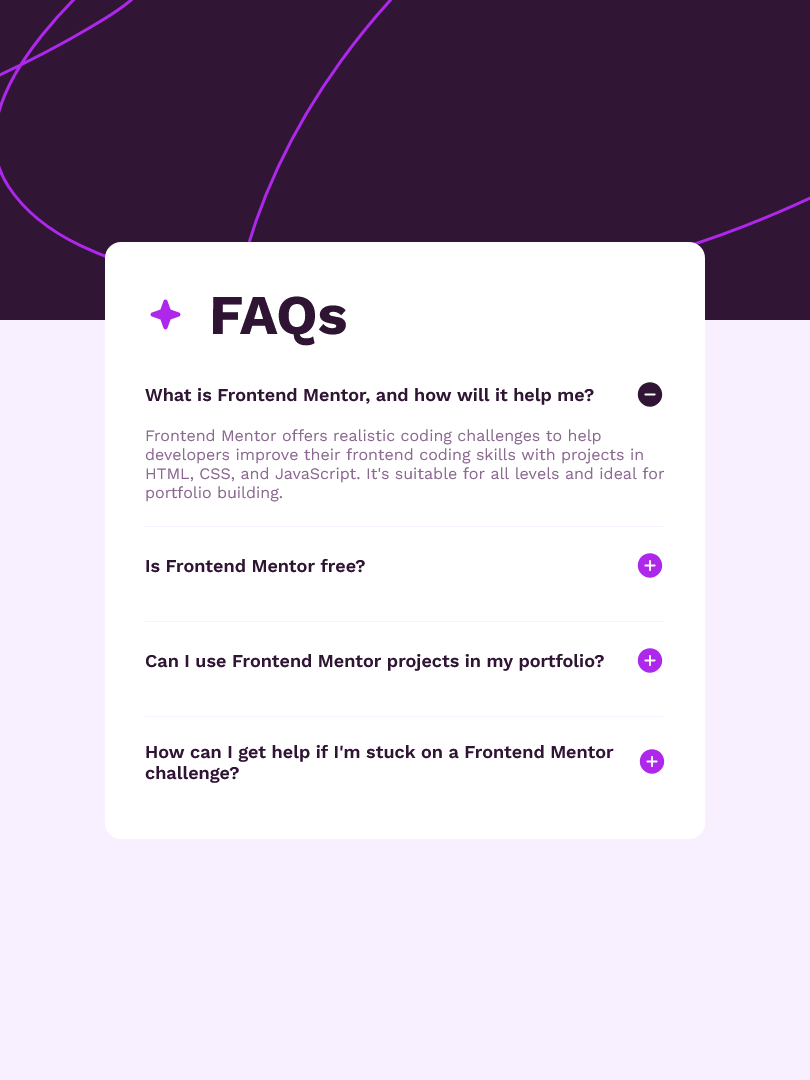 FAQs
What is Frontend Mentor, and how will it help me?
Frontend Mentor offers realistic coding challenges to help
developers improve their frontend coding skills with projects in
HTML, CSS, and JavaScript. It's suitable for all levels and ideal for
portfolio building.
Is Frontend Mentor free?
Can I use Frontend Mentor projects in my portfolio?
How can I get help if I'm stuck on a Frontend Mentor
challenge?